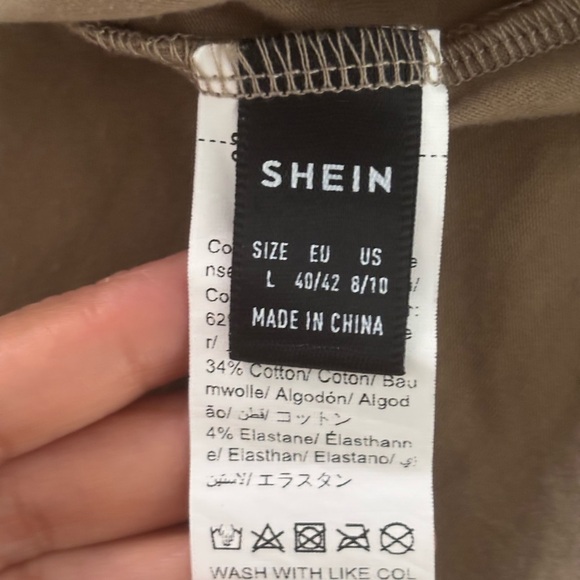 SHEIN
SIZE EU US
L 40/42 8/10
MADE IN CHINA
34% Cotton/ Coton/ Bau
mwolle/ Algodón/ Algod
ão/ قطن/ コットン
4% Elastane/ Élasthann
e/ Elasthan/ Elastano/
لاستين/ エラスタン
WASH WITH LIKE COL